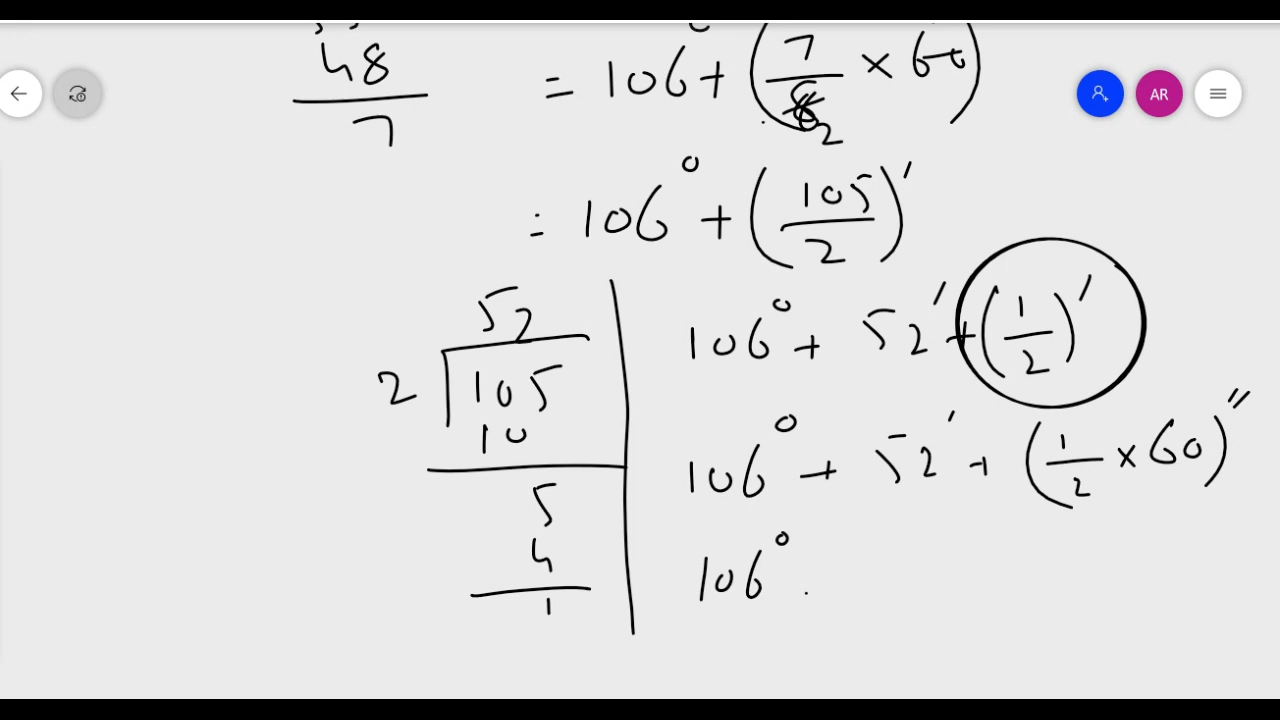 48
7
= 106° + (7/8 2 × 60)
= 106° + (105/2)′
52
2 105
10
5
4
1
106° + 52′ + (1/2)′
106° + 52′ + (1/2 × 60)″
106° .
AR